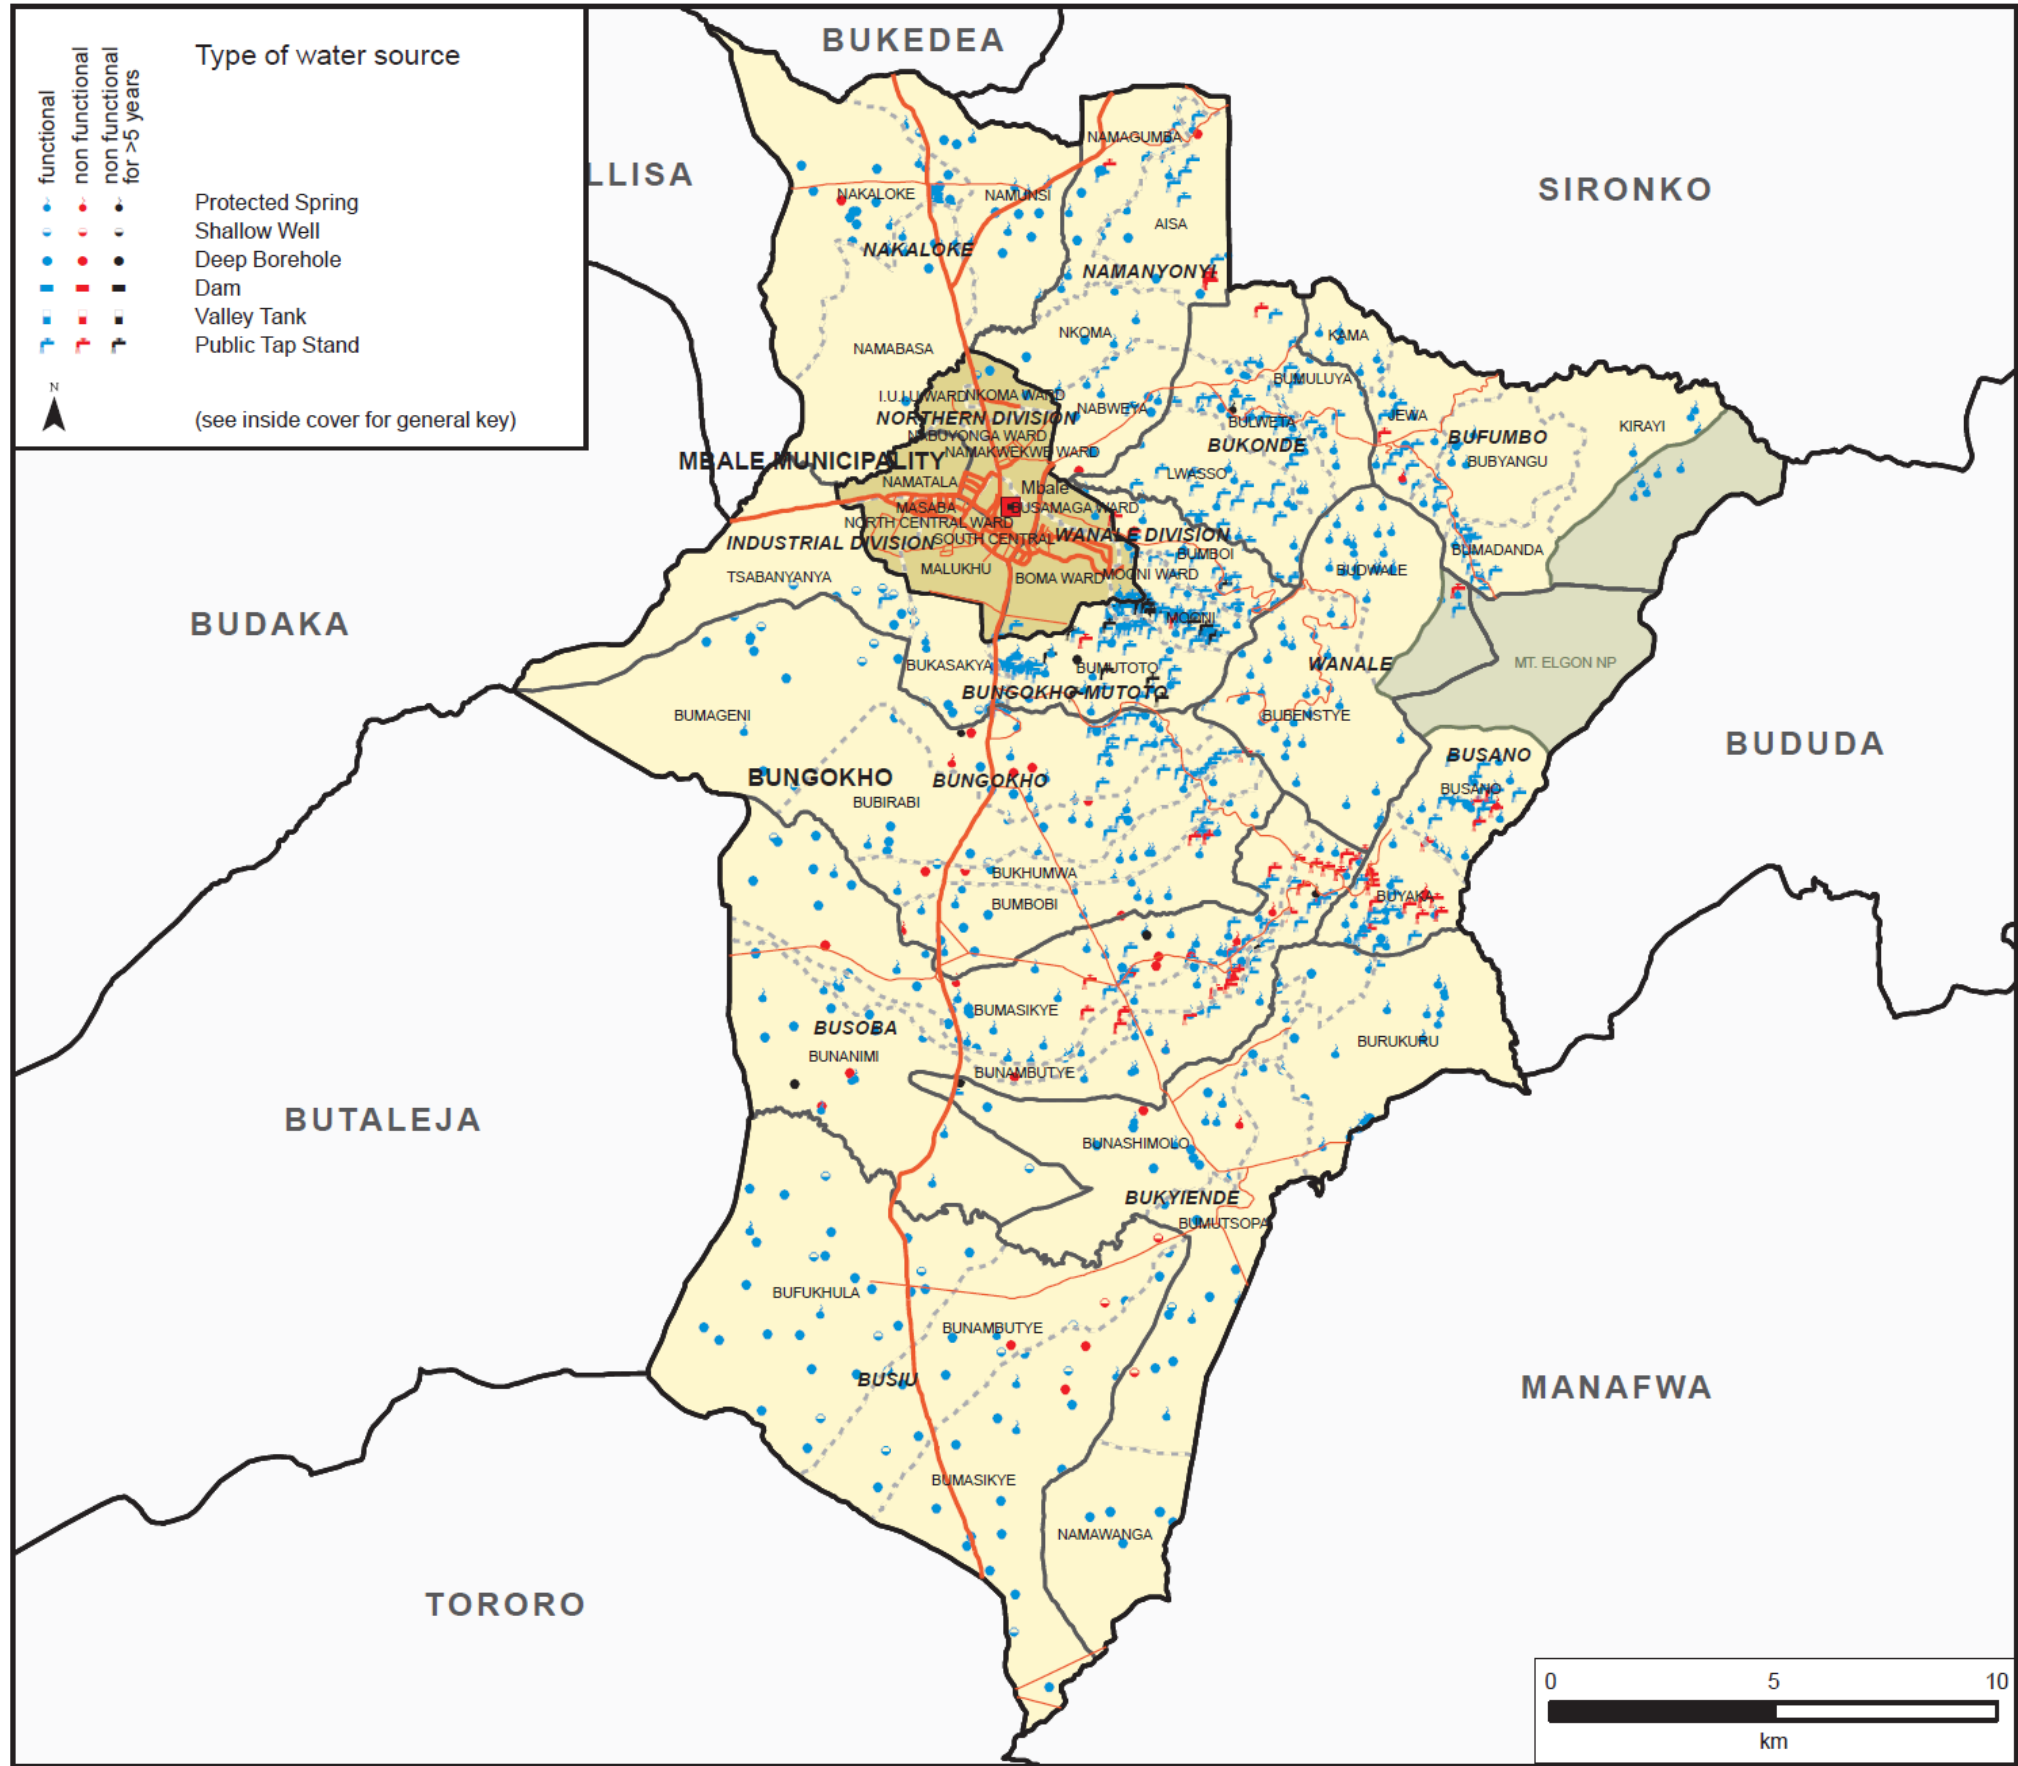 functional
non functional
non functional
for >5 years
Type of water source
Protected Spring
Shallow Well
Deep Borehole
Dam
Valley Tank
Public Tap Stand
N
(see inside cover for general key)
BUKEDEA
LLISA
SIRONKO
BUDAKA
BUDUDA
BUTALEJA
MANAFWA
TORORO
NAMAGUMBA
NAKALOKE
NAMUNSI
AISA
NAKALOKE
NAMANYONYI
NKOMA
KAMA
NAMABASA
BUMULUYA
I.U.I.U WARD
NKOMA WARD
NABWEYA
JEWA
NORTHERN DIVISION
BULWETA
KIRAYI
NABUYONGA WARD
BUKONDE
BUFUMBO
NAMAKWEKWE WARD
MBALE MUNICIPALITY
BUBYANGU
NAMATALA
LWASSO
Mbale
MASABA
BUSAMAGA WARD
NORTH CENTRAL WARD
INDUSTRIAL DIVISION
SOUTH CENTRAL
WANALE DIVISION
BUMBOI
BUMADANDA
MALUKHU
BOMA WARD
MOONI WARD
BUDWALE
TSABANYANYA
MOONI
BUKASAKYA
BUMUTOTO
WANALE
MT. ELGON NP
BUNGOKHO-MUTOTO
BUMAGENI
BUBENSTYE
BUSANO
BUNGOKHO
BUNGOKHO
BUSANO
BUBIRABI
BUKHUMWA
BUYAKA
BUMBOBI
BUMASIKYE
BUSOBA
BURUKURU
BUNANIMI
BUNAMBUTYE
BUNASHIMOLO
BUKYIENDE
BUMUTSOPA
BUFUKHULA
BUNAMBUTYE
BUSIU
BUMASIKYE
NAMAWANGA
0 5 10
km